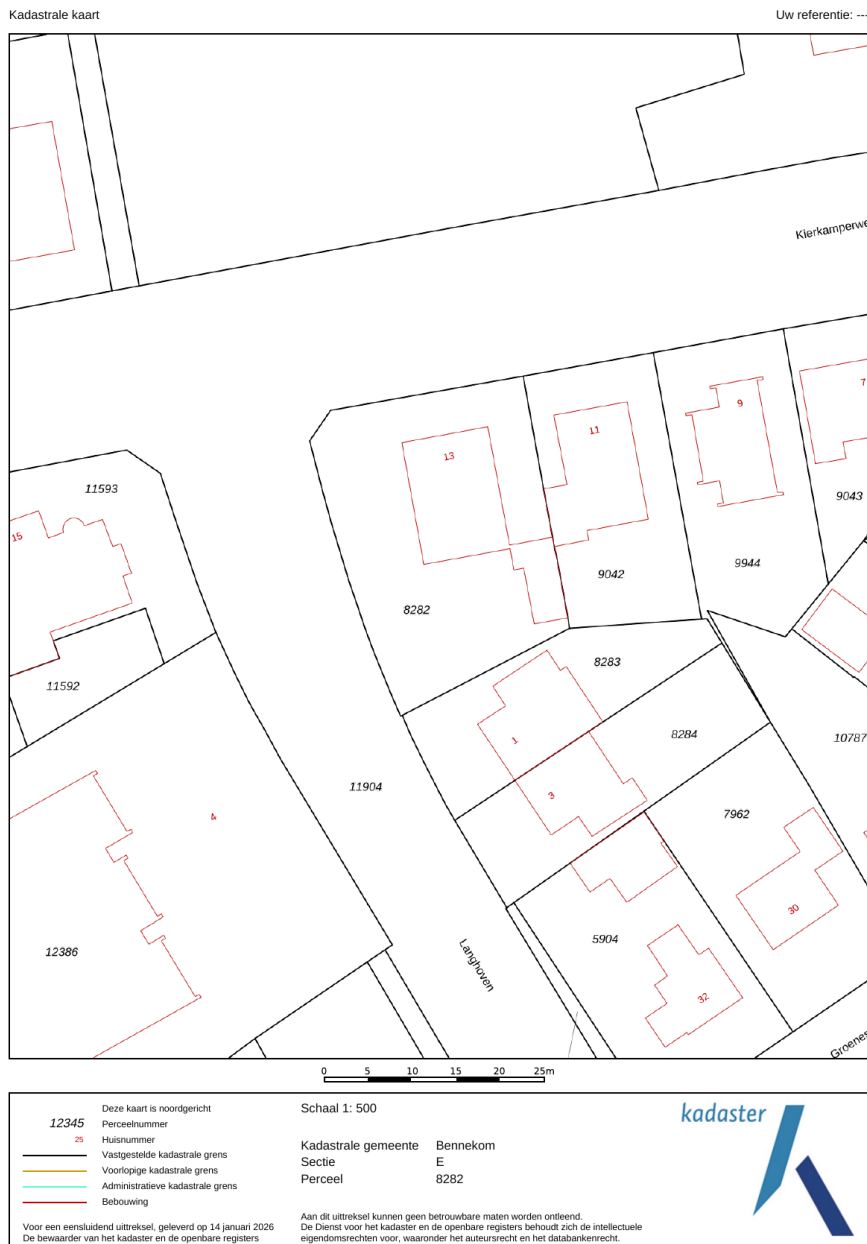 Kadastrale kaart
Uw referentie: ---
Kierkamperwe
7
9
11
13
11593
9043
15
9944
9042
8282
8283
11592
8284
10787
1
11904
3
4
7962
30
5904
12386
Langhoven
32
Groenes
0 5 10 15 20 25m
Deze kaart is noordgericht
12345 Perceelnummer
25 Huisnummer
Vastgestelde kadastrale grens
Voorlopige kadastrale grens
Administratieve kadastrale grens
Bebouwing
Voor een eensluidend uittreksel, geleverd op 14 januari 2026
De bewaarder van het kadaster en de openbare registers
Schaal 1: 500
Kadastrale gemeente Bennekom
Sectie E
Perceel 8282
Aan dit uittreksel kunnen geen betrouwbare maten worden ontleend.
De Dienst voor het kadaster en de openbare registers behoudt zich de intellectuele
eigendomsrechten voor, waaronder het auteursrecht en het databankenrecht.
kadaster